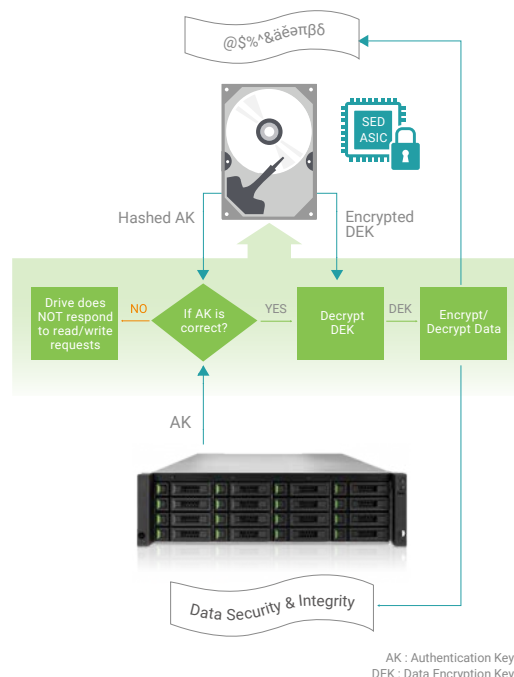 @$%^&äěəπβδ
SED
ASIC
Hashed AK
Encrypted
DEK
Drive does
NOT respond
to read/write
requests
NO
If AK is
correct?
YES
Decrypt
DEK
DEK
Encrypt/
Decrypt Data
AK
Data Security & Integrity
AK : Authentication Key
DEK : Data Encryption Key